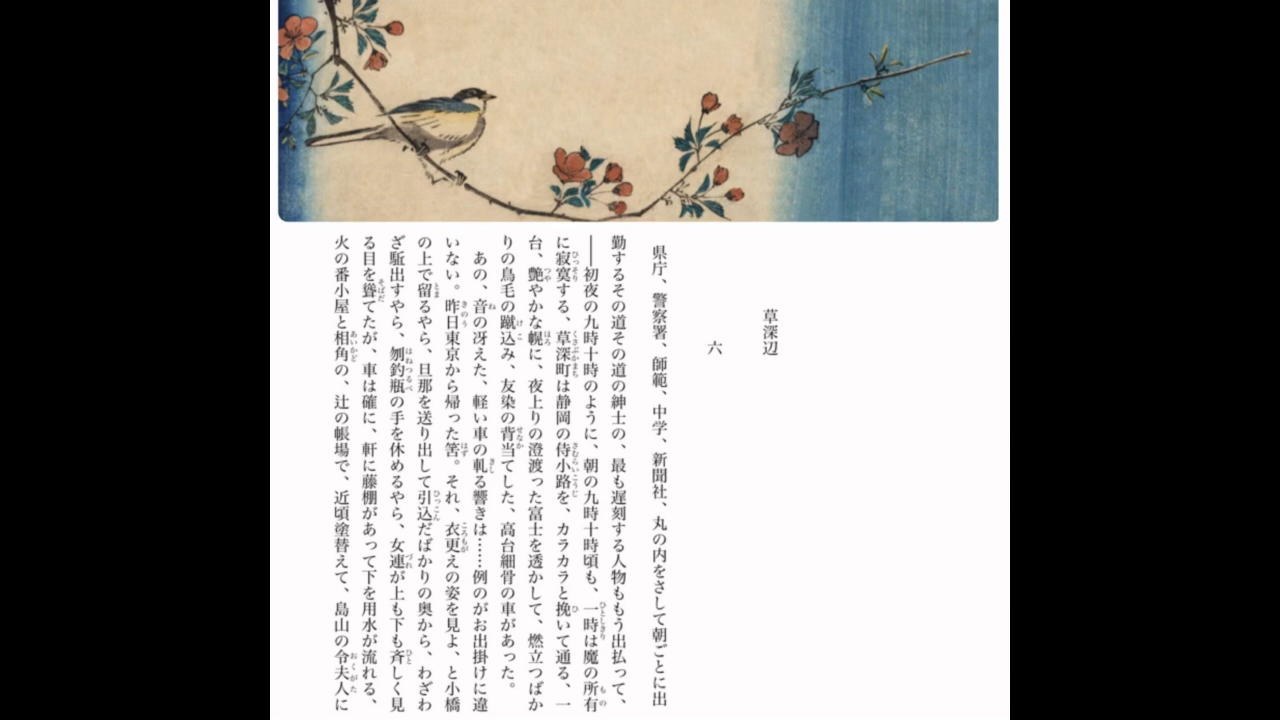 草深辺
六
県庁、警察署、師範、中学、新聞社、丸の内をさして朝ごとに出
勤するその道その道の紳士の、最も遅刻する人物ももう出払って、
――初夜の九時十時のように、朝の九時十時頃も、一時は魔の所有
に寂寞する、草深町は静岡の侍小路を、カラカラと挽いて通る、一
台、艶やかな幌に、夜上りの澄渡った富士を透かして、燃立つばか
りの鳥毛の蹴込み、友染の背当てした、高台細骨の車があった。
あの、音の冴えた、軽い車の軋る響きは……例のがお出掛けに違
いない。昨日東京から帰った筈。それ、衣更えの姿を見よ、と小橋
の上で留るやら、旦那を送り出して引込だばかりの奥から、わざわ
ざ駈出すやら、刎釣瓶の手を休めるやら、女連が上も下も斉しく見
る目を聳てたが、車は確に、軒に藤棚があって下を用水が流れる、
火の番小屋と相角の、辻の帳場で、近頃塗替えて、島山の令夫人に